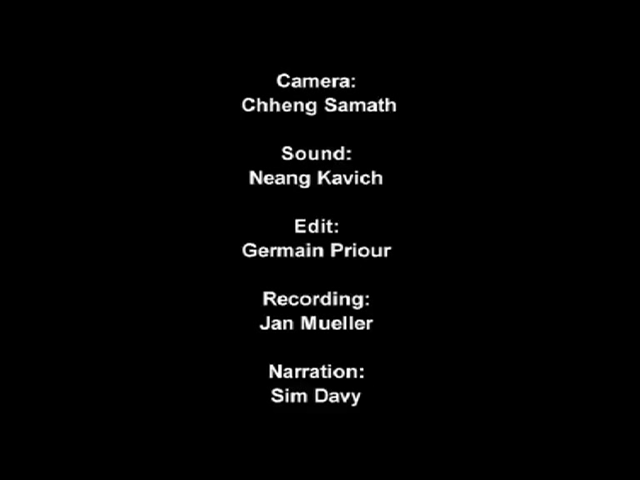 Camera:
Chheng Samath
Sound:
Neang Kavich
Edit:
Germain Priour
Recording:
Jan Mueller
Narration:
Sim Davy